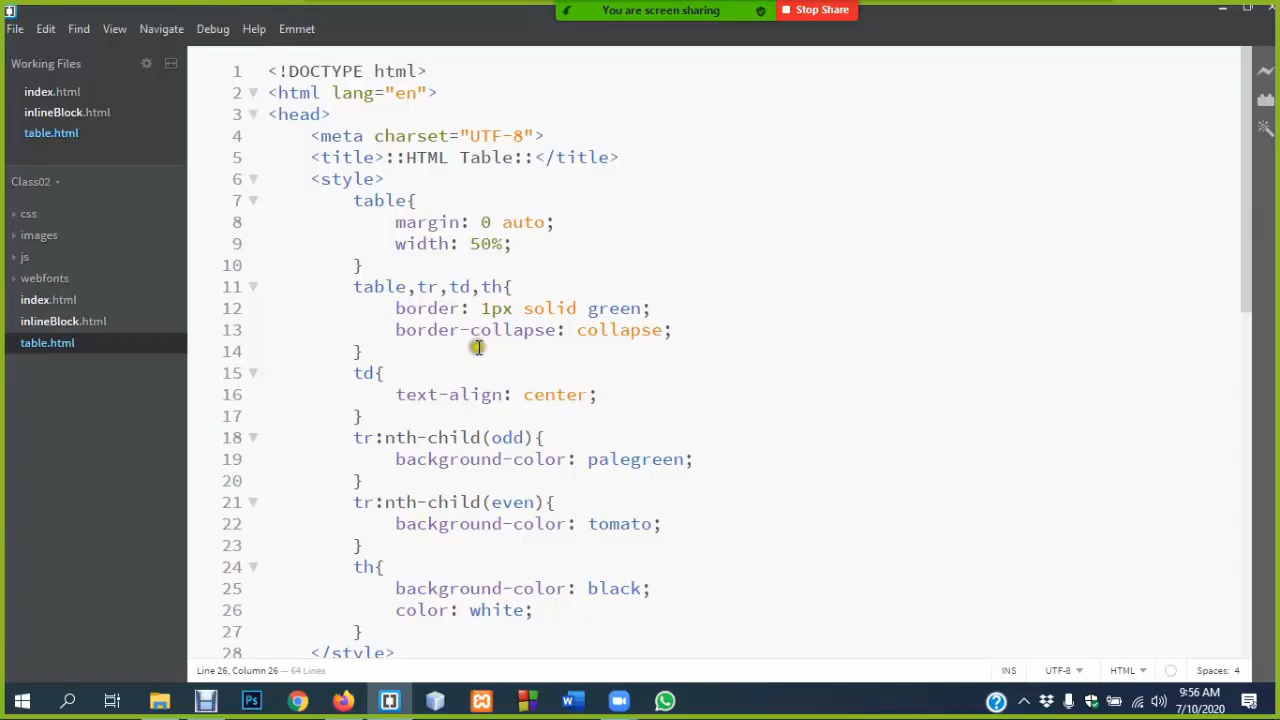 You are screen sharing
Stop Share
File Edit Find View Navigate Debug Help Emmet
Working Files
index.html
inlineBlock.html
table.html
Class02
css
images
js
webfonts
index.html
inlineBlock.html
table.html
1 <!DOCTYPE html>
2 <html lang="en">
3 <head>
4 <meta charset="UTF-8">
5 <title>::HTML Table::</title>
6 <style>
7 table{
8 margin: 0 auto;
9 width: 50%;
10 }
11 table,tr,td,th{
12 border: 1px solid green;
13 border-collapse: collapse;
14 }
15 td{
16 text-align: center;
17 }
18 tr:nth-child(odd){
19 background-color: palegreen;
20 }
21 tr:nth-child(even){
22 background-color: tomato;
23 }
24 th{
25 background-color: black;
26 color: white;
27 }
28 </style>
Line 26, Column 26 — 64 Lines
INS UTF-8 HTML Spaces: 4
Ps
W
9:56 AM
7/10/2020